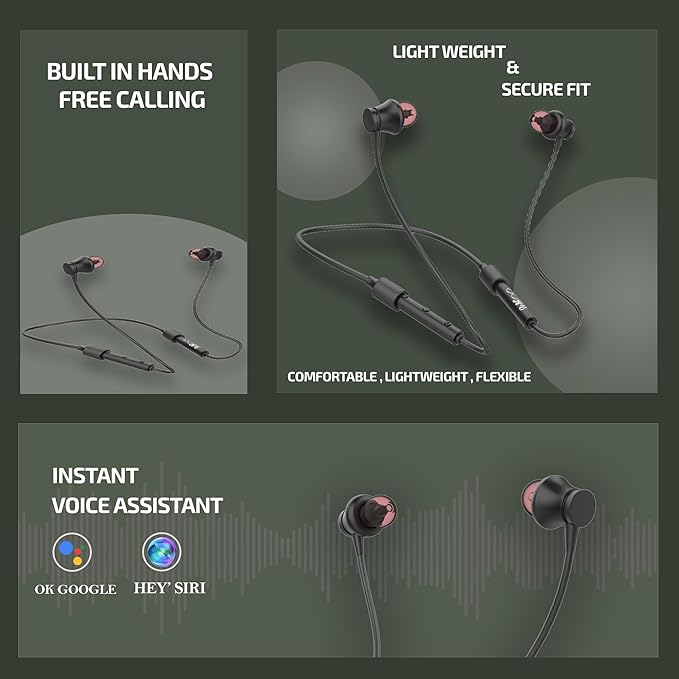 BUILT IN HANDS
FREE CALLING
LIGHT WEIGHT
&
SECURE FIT
COMFORTABLE , LIGHTWEIGHT , FLEXIBLE
INSTANT
VOICE ASSISTANT
OK GOOGLE
HEY' SIRI